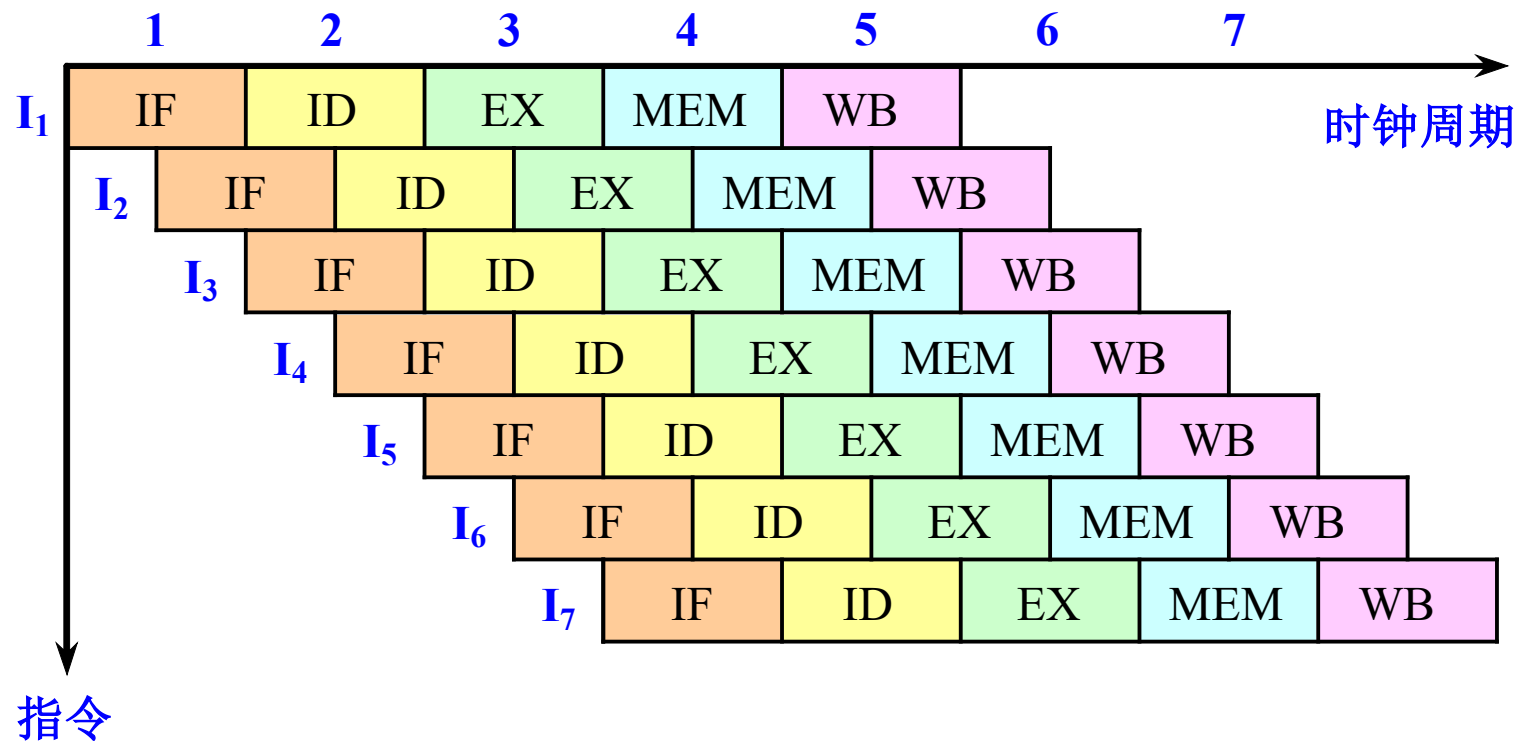 1 2 3 4 5 6 7
I₁ IF ID EX MEM WB
时钟周期
I₂ IF ID EX MEM WB
I₃ IF ID EX MEM WB
I₄ IF ID EX MEM WB
I₅ IF ID EX MEM WB
I₆ IF ID EX MEM WB
I₇ IF ID EX MEM WB
指令